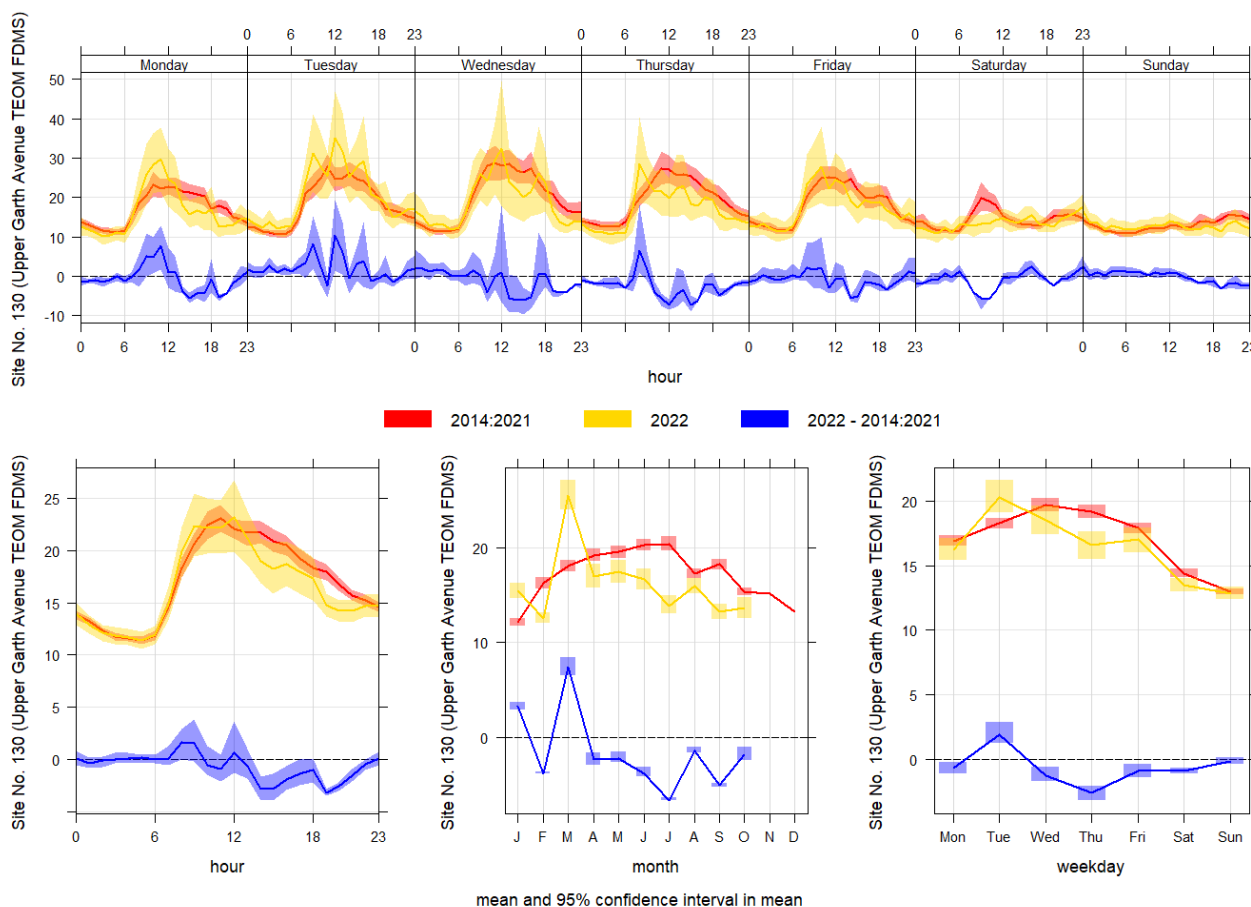 0 6 12 18 23 0 6 12 18 23 0 6 12 18 23
Monday Tuesday Wednesday Thursday Friday Saturday Sunday
Site No. 130 (Upper Garth Avenue TEOM FDMS)
50
40
30
20
10
0
-10
0 6 12 18 23 0 6 12 18 23 0 6 12 18 23 0 6 12 18 23
hour
2014:2021 2022 2022 - 2014:2021
Site No. 130 (Upper Garth Avenue TEOM FDMS)
25
20
15
10
5
0
0 6 12 18 23
hour
Site No. 130 (Upper Garth Avenue TEOM FDMS)
20
10
0
J F M A M J J A S O N D
month
Site No. 130 (Upper Garth Avenue TEOM FDMS)
20
15
10
5
0
Mon Tue Wed Thu Fri Sat Sun
weekday
mean and 95% confidence interval in mean